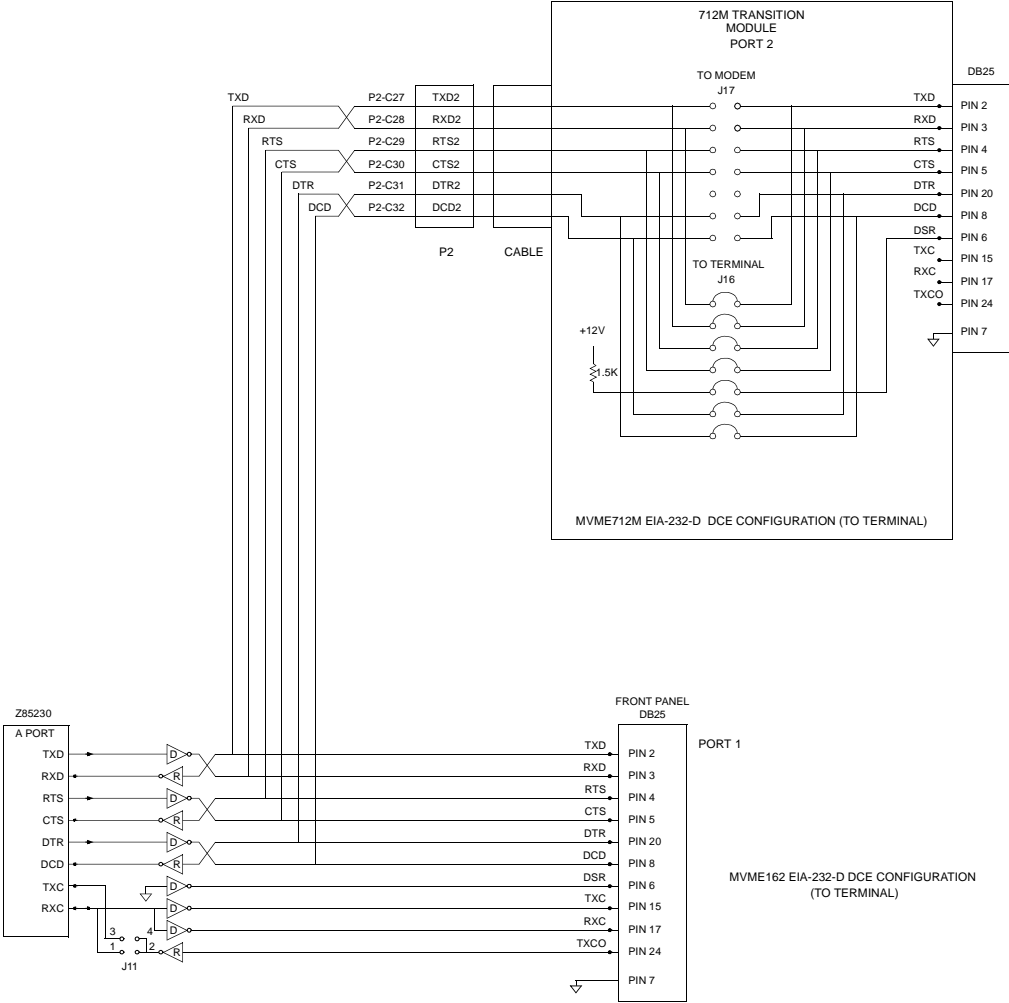 712M TRANSITION
MODULE
PORT 2
TO MODEM
J17
DB25
TXD P2-C27 TXD2 TXD PIN 2
RXD P2-C28 RXD2 RXD PIN 3
RTS P2-C29 RTS2 RTS PIN 4
CTS P2-C30 CTS2 CTS PIN 5
DTR P2-C31 DTR2 DTR PIN 20
DCD P2-C32 DCD2 DCD PIN 8
DSR PIN 6
P2 CABLE
TXC PIN 15
TO TERMINAL
J16
RXC PIN 17
TXCO PIN 24
+12V
PIN 7
1.5K
MVME712M EIA-232-D DCE CONFIGURATION (TO TERMINAL)
FRONT PANEL
DB25
PORT 1
Z85230
A PORT
TXD D TXD PIN 2
RXD R RXD PIN 3
RTS D RTS PIN 4
CTS R CTS PIN 5
DTR D DTR PIN 20
DCD R DCD PIN 8
TXC D DSR PIN 6
RXC D TXC PIN 15
3 4 D RXC PIN 17
1 2 R TXCO PIN 24
J11
PIN 7
MVME162 EIA-232-D DCE CONFIGURATION
(TO TERMINAL)